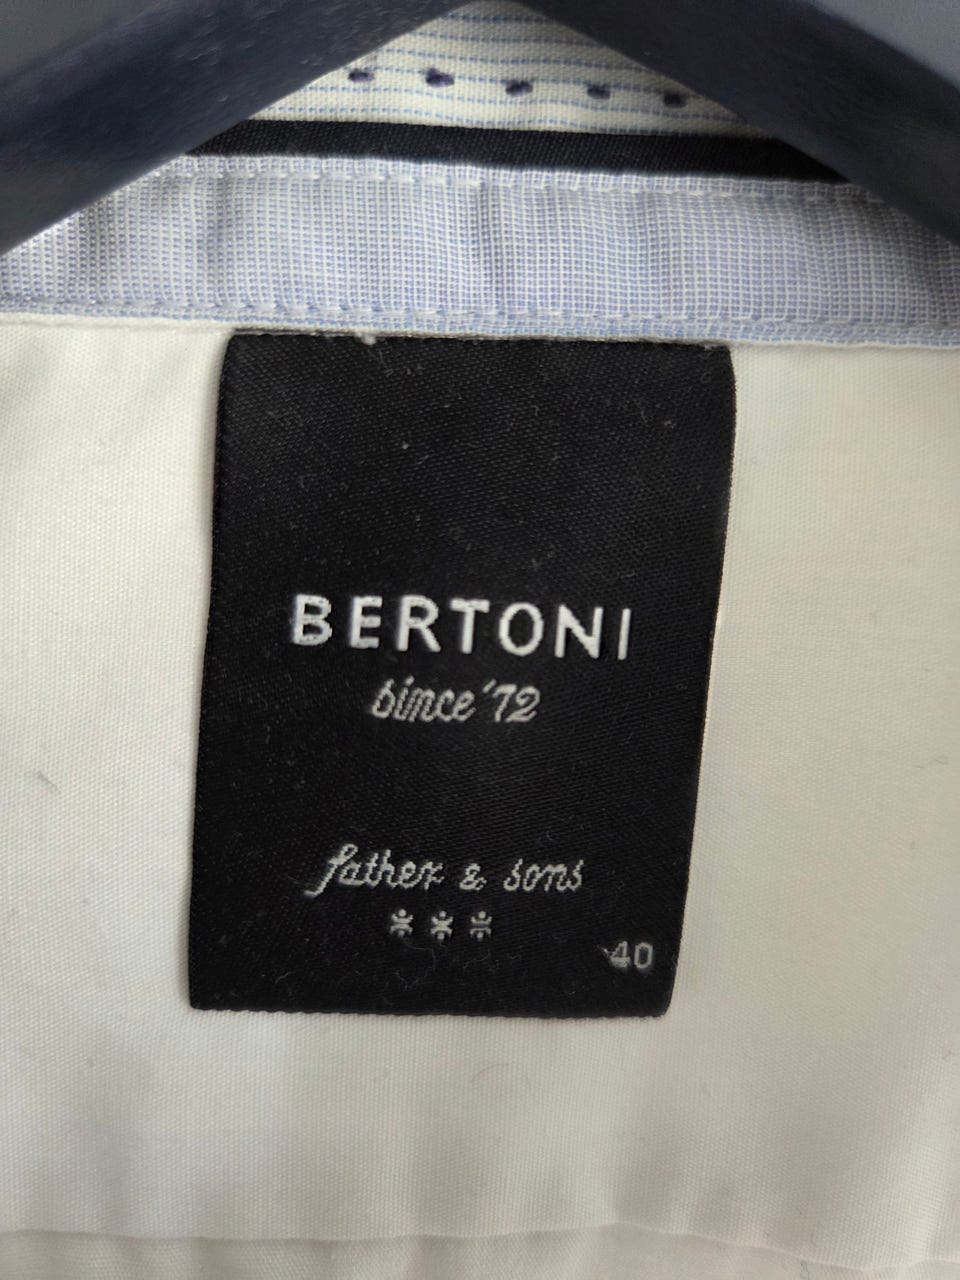 BERTONI
since '72
father & sons
***
40